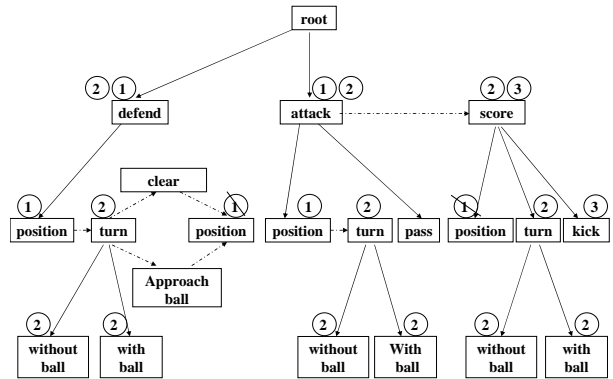 root
2 1 1 2 2 3
defend attack score
clear
1 2 1 1 2 1 2 3
position turn position position turn pass position turn kick
Approach
ball
2 2 2 2 2 2
without with without With without with
ball ball ball ball ball ball